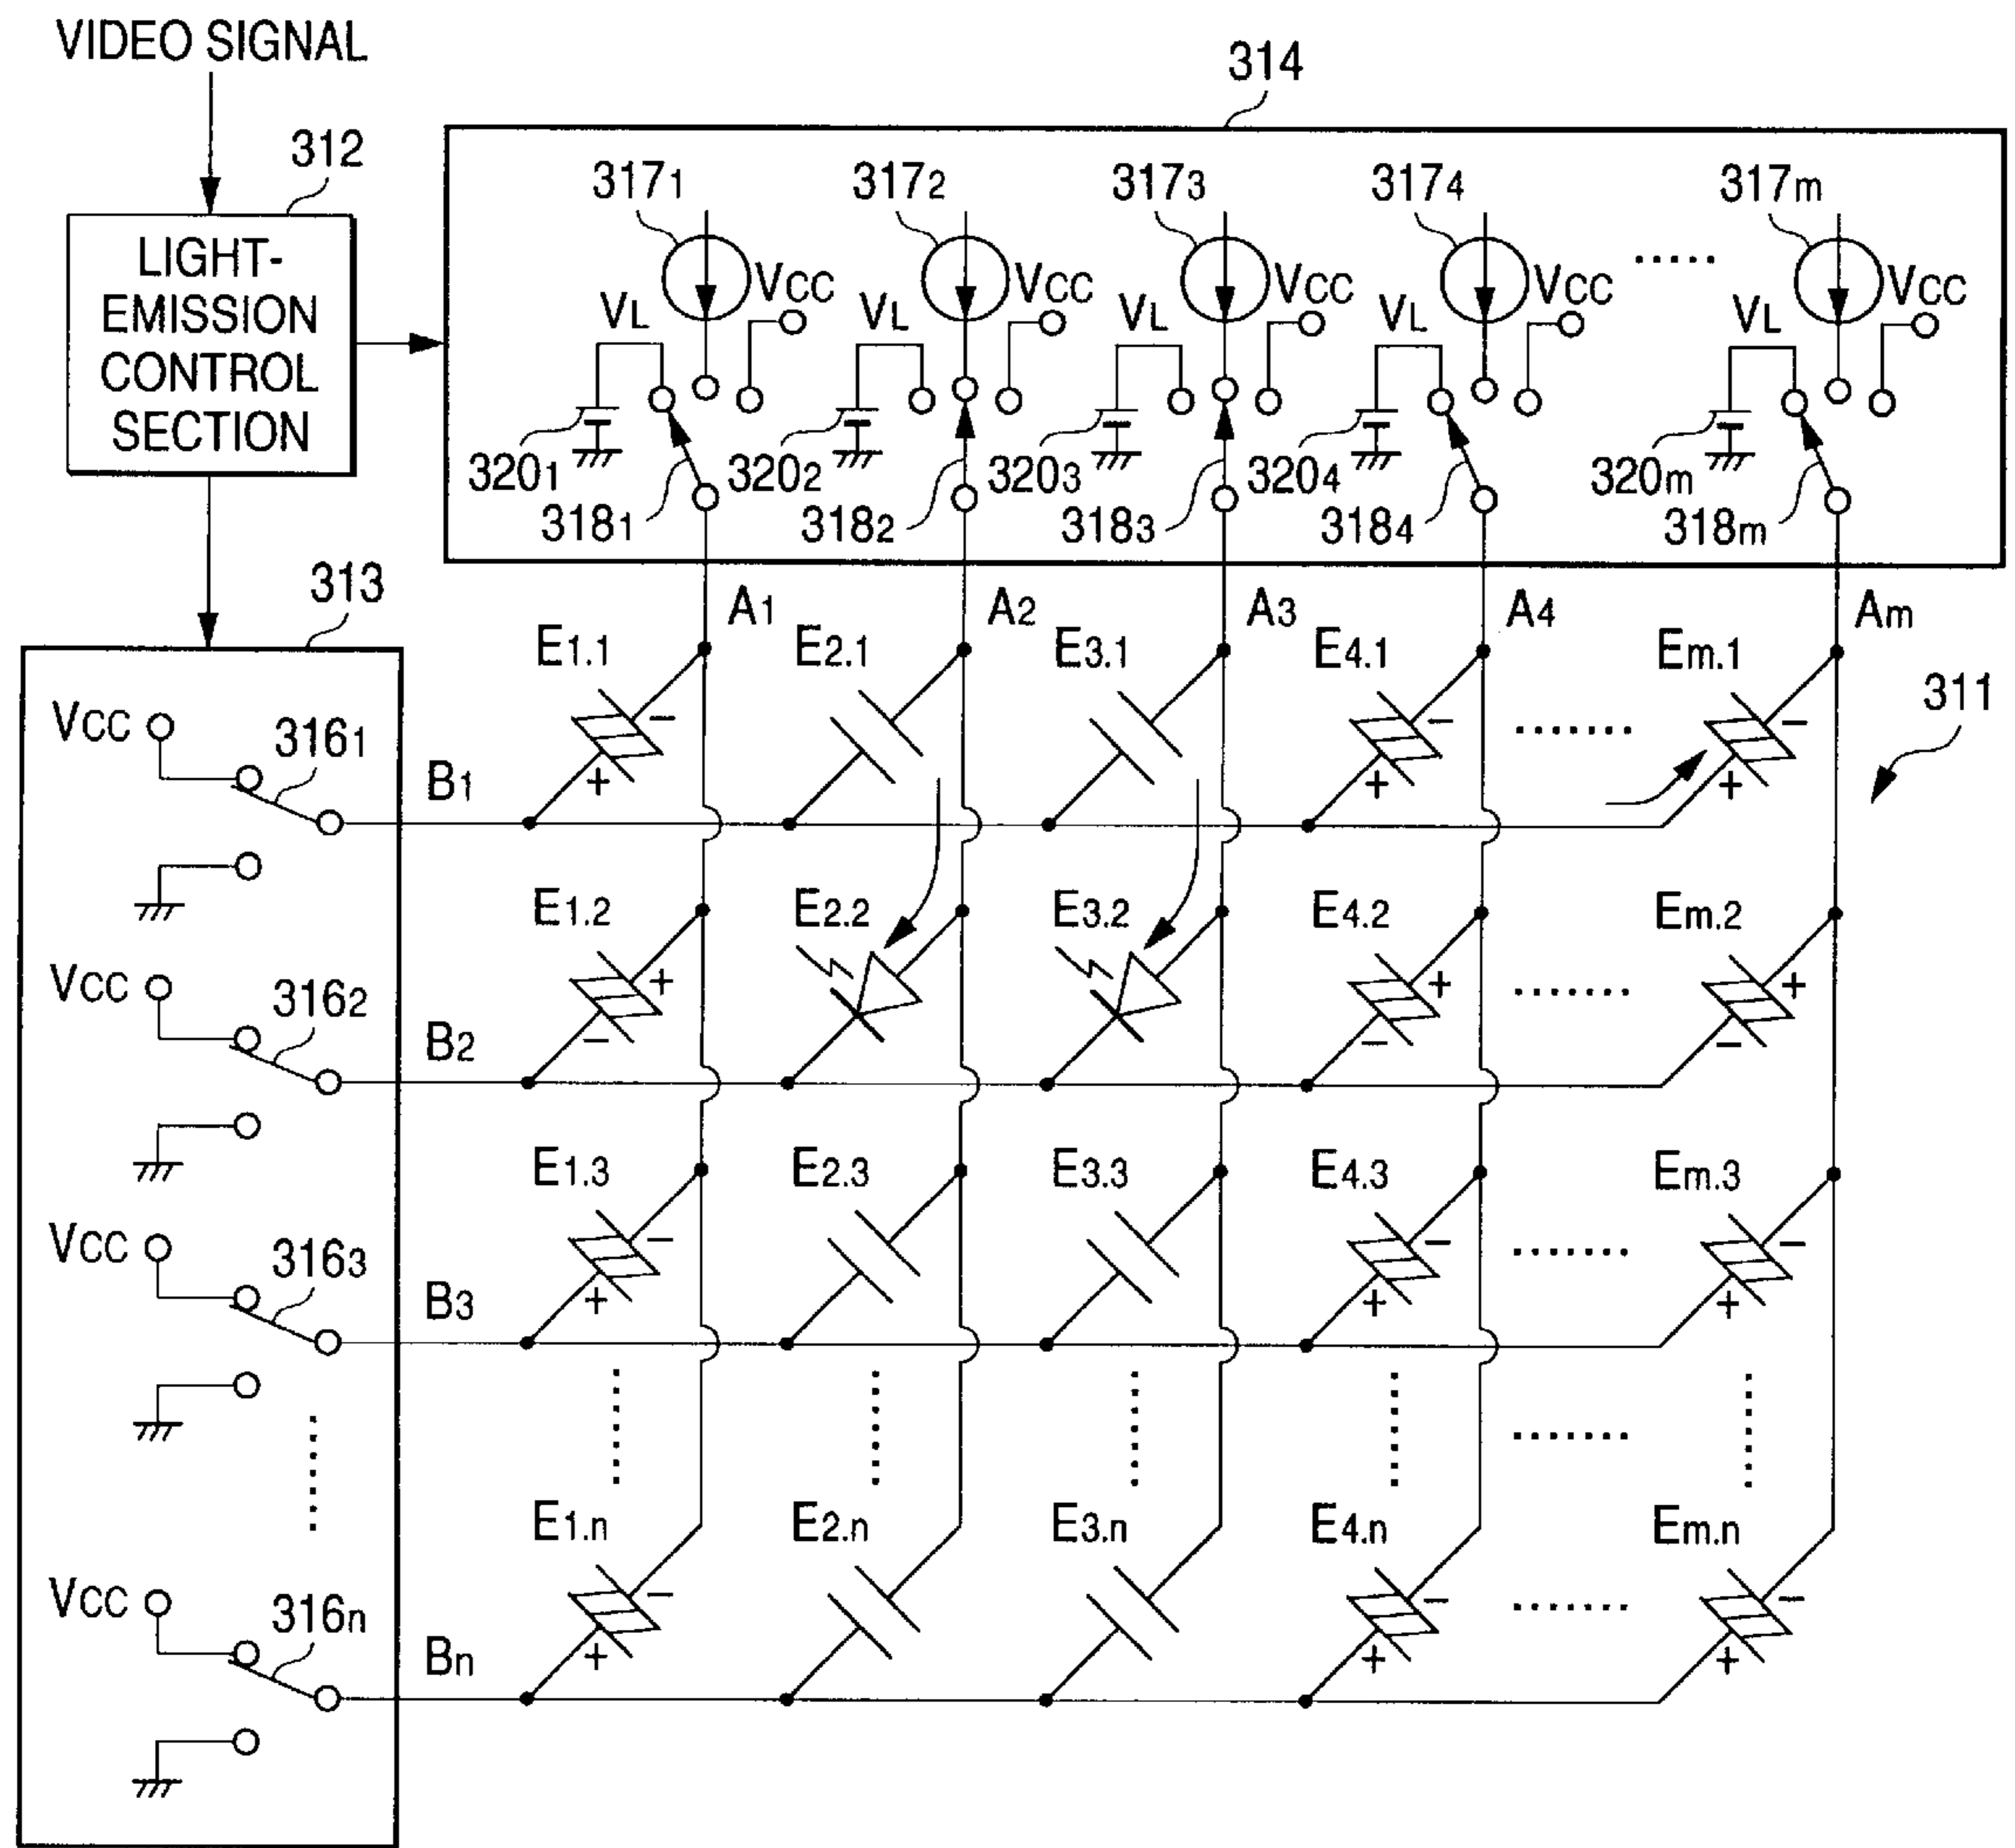 VIDEO SIGNAL
314
312
LIGHT-
EMISSION
CONTROL
SECTION
3171 3172 3173 3174 ..... 317m
VL VCC VL VCC VL VCC VL VCC VL VCC
3201 3202 3203 3204 320m
3181 3182 3183 3184 318m
313
A1 A2 A3 A4 Am
E1.1 E2.1 E3.1 E4.1 Em.1
311
VCC 3161
B1
− − −
+ + ....... +
E1.2 E2.2 E3.2 E4.2 Em.2
VCC 3162
B2
+ + +
− − ....... −
E1.3 E2.3 E3.3 E4.3 Em.3
VCC 3163
B3
− − −
+ + ....... +
E1.n E2.n E3.n E4.n Em.n
VCC 316n
Bn
− − −
+ + ....... +